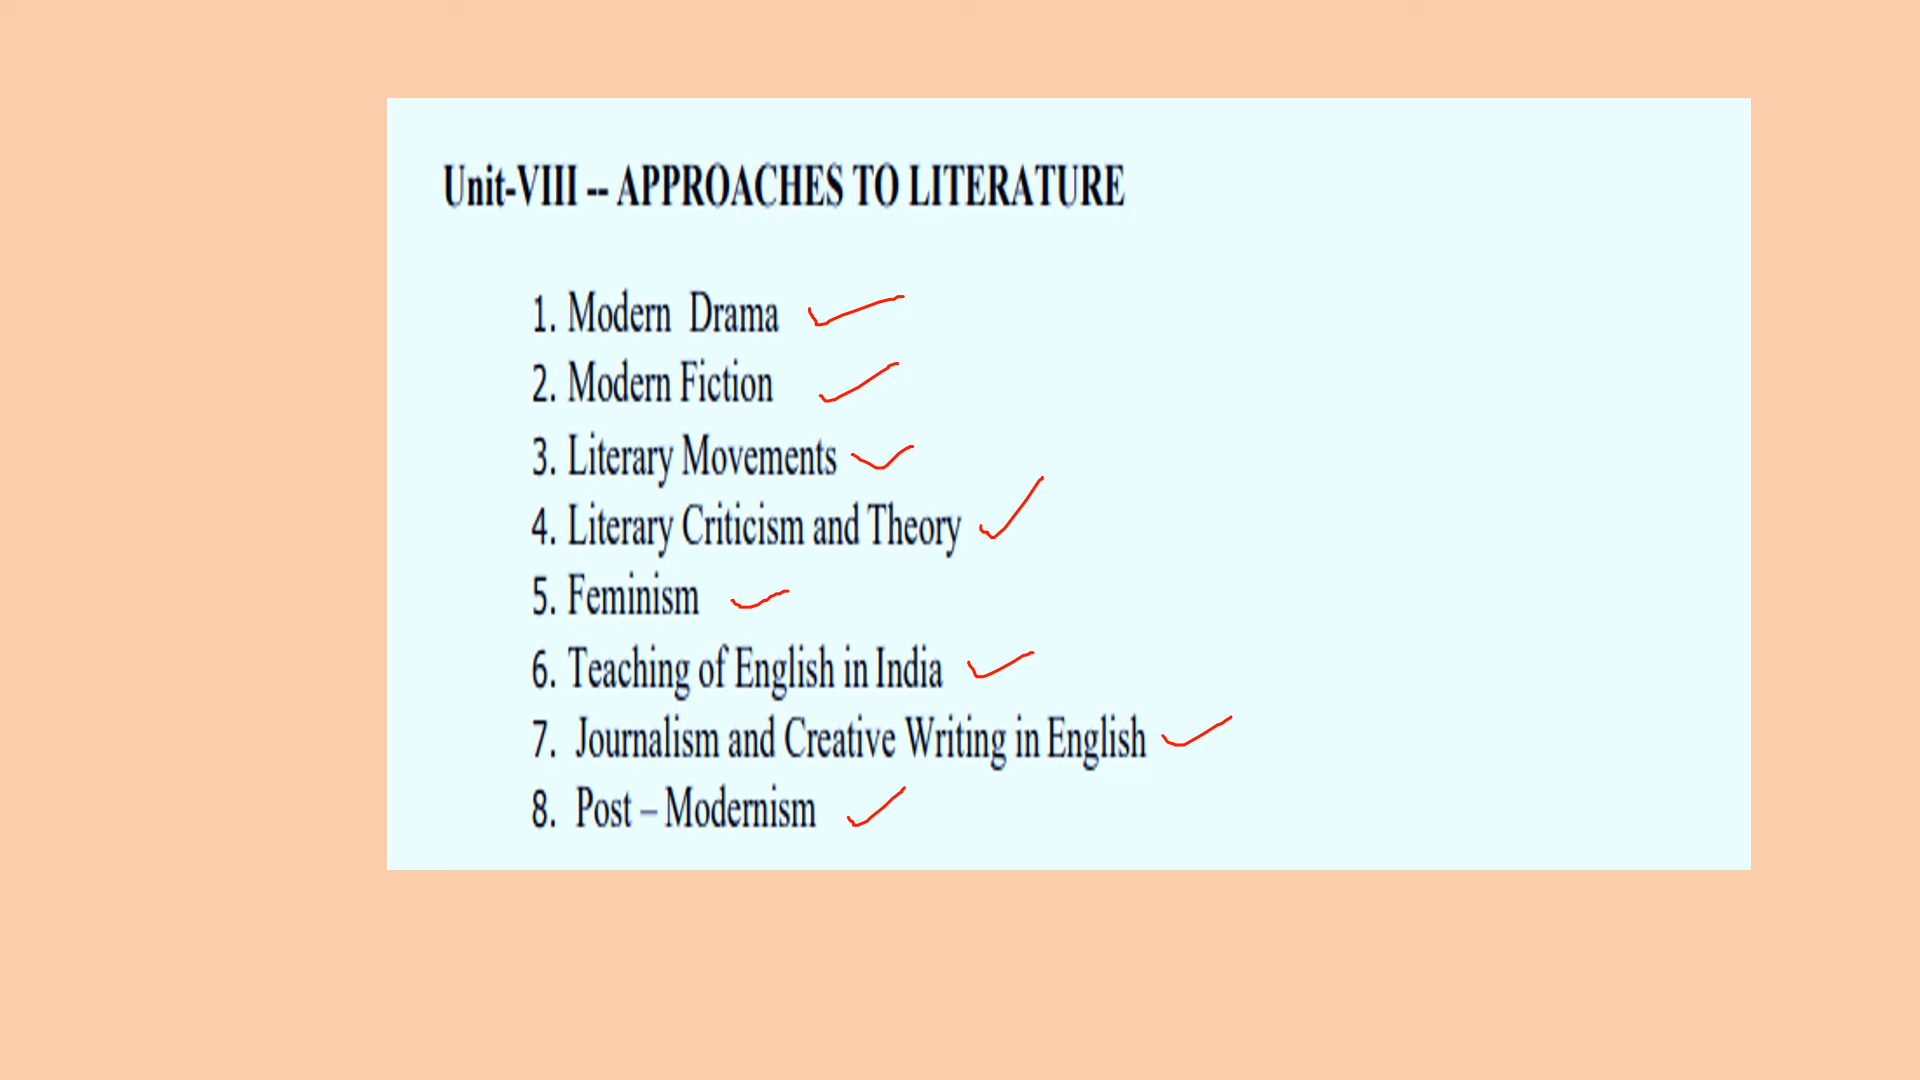 Unit-VIII -- APPROACHES TO LITERATURE
1. Modern Drama
2. Modern Fiction
3. Literary Movements
4. Literary Criticism and Theory
5. Feminism
6. Teaching of English in India
7. Journalism and Creative Writing in English
8. Post – Modernism